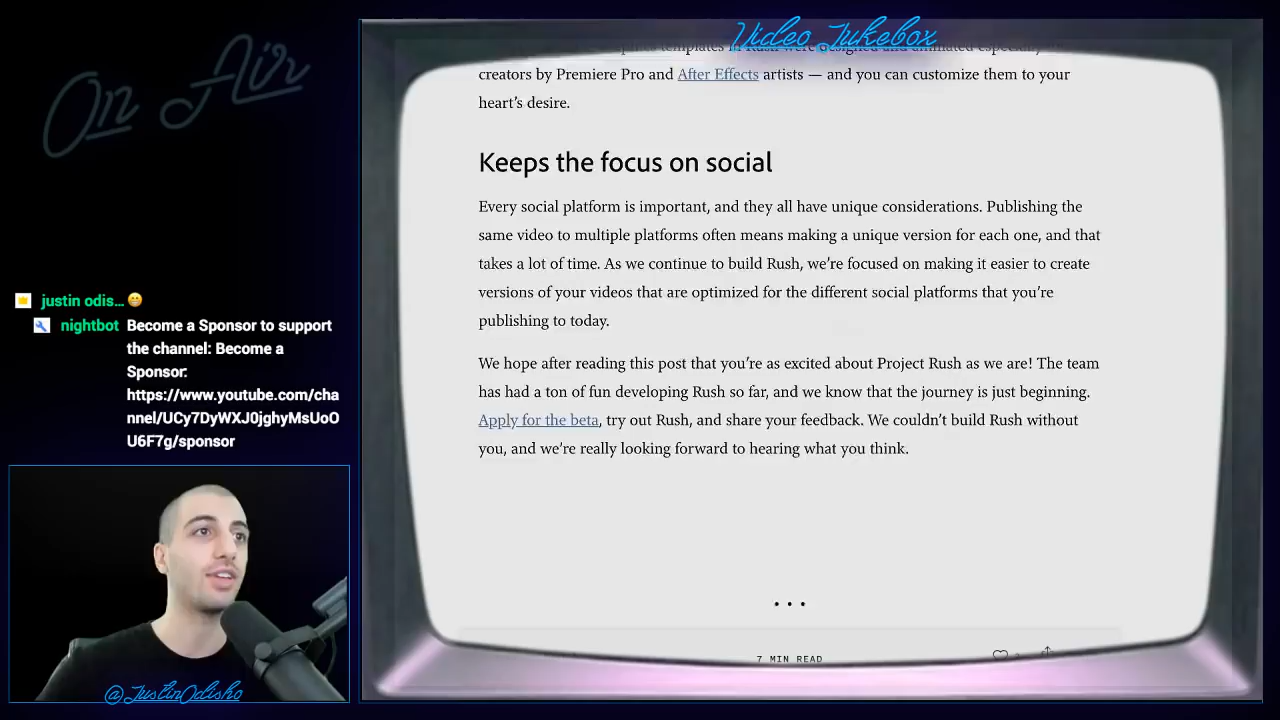 On Air
Video Jukebox
creators by Premiere Pro and After Effects artists — and you can customize them to your
heart's desire.
Keeps the focus on social
Every social platform is important, and they all have unique considerations. Publishing the
same video to multiple platforms often means making a unique version for each one, and that
takes a lot of time. As we continue to build Rush, we're focused on making it easier to create
versions of your videos that are optimized for the different social platforms that you're
publishing to today.
We hope after reading this post that you're as excited about Project Rush as we are! The team
has had a ton of fun developing Rush so far, and we know that the journey is just beginning.
Apply for the beta, try out Rush, and share your feedback. We couldn't build Rush without
you, and we're really looking forward to hearing what you think.
• • •
7 MIN READ
justin odis... 😁
nightbot Become a Sponsor to support
the channel: Become a
Sponsor:
https://www.youtube.com/cha
nnel/UCy7DyWXJ0jghyMsUoO
U6F7g/sponsor
@JustinOdisho